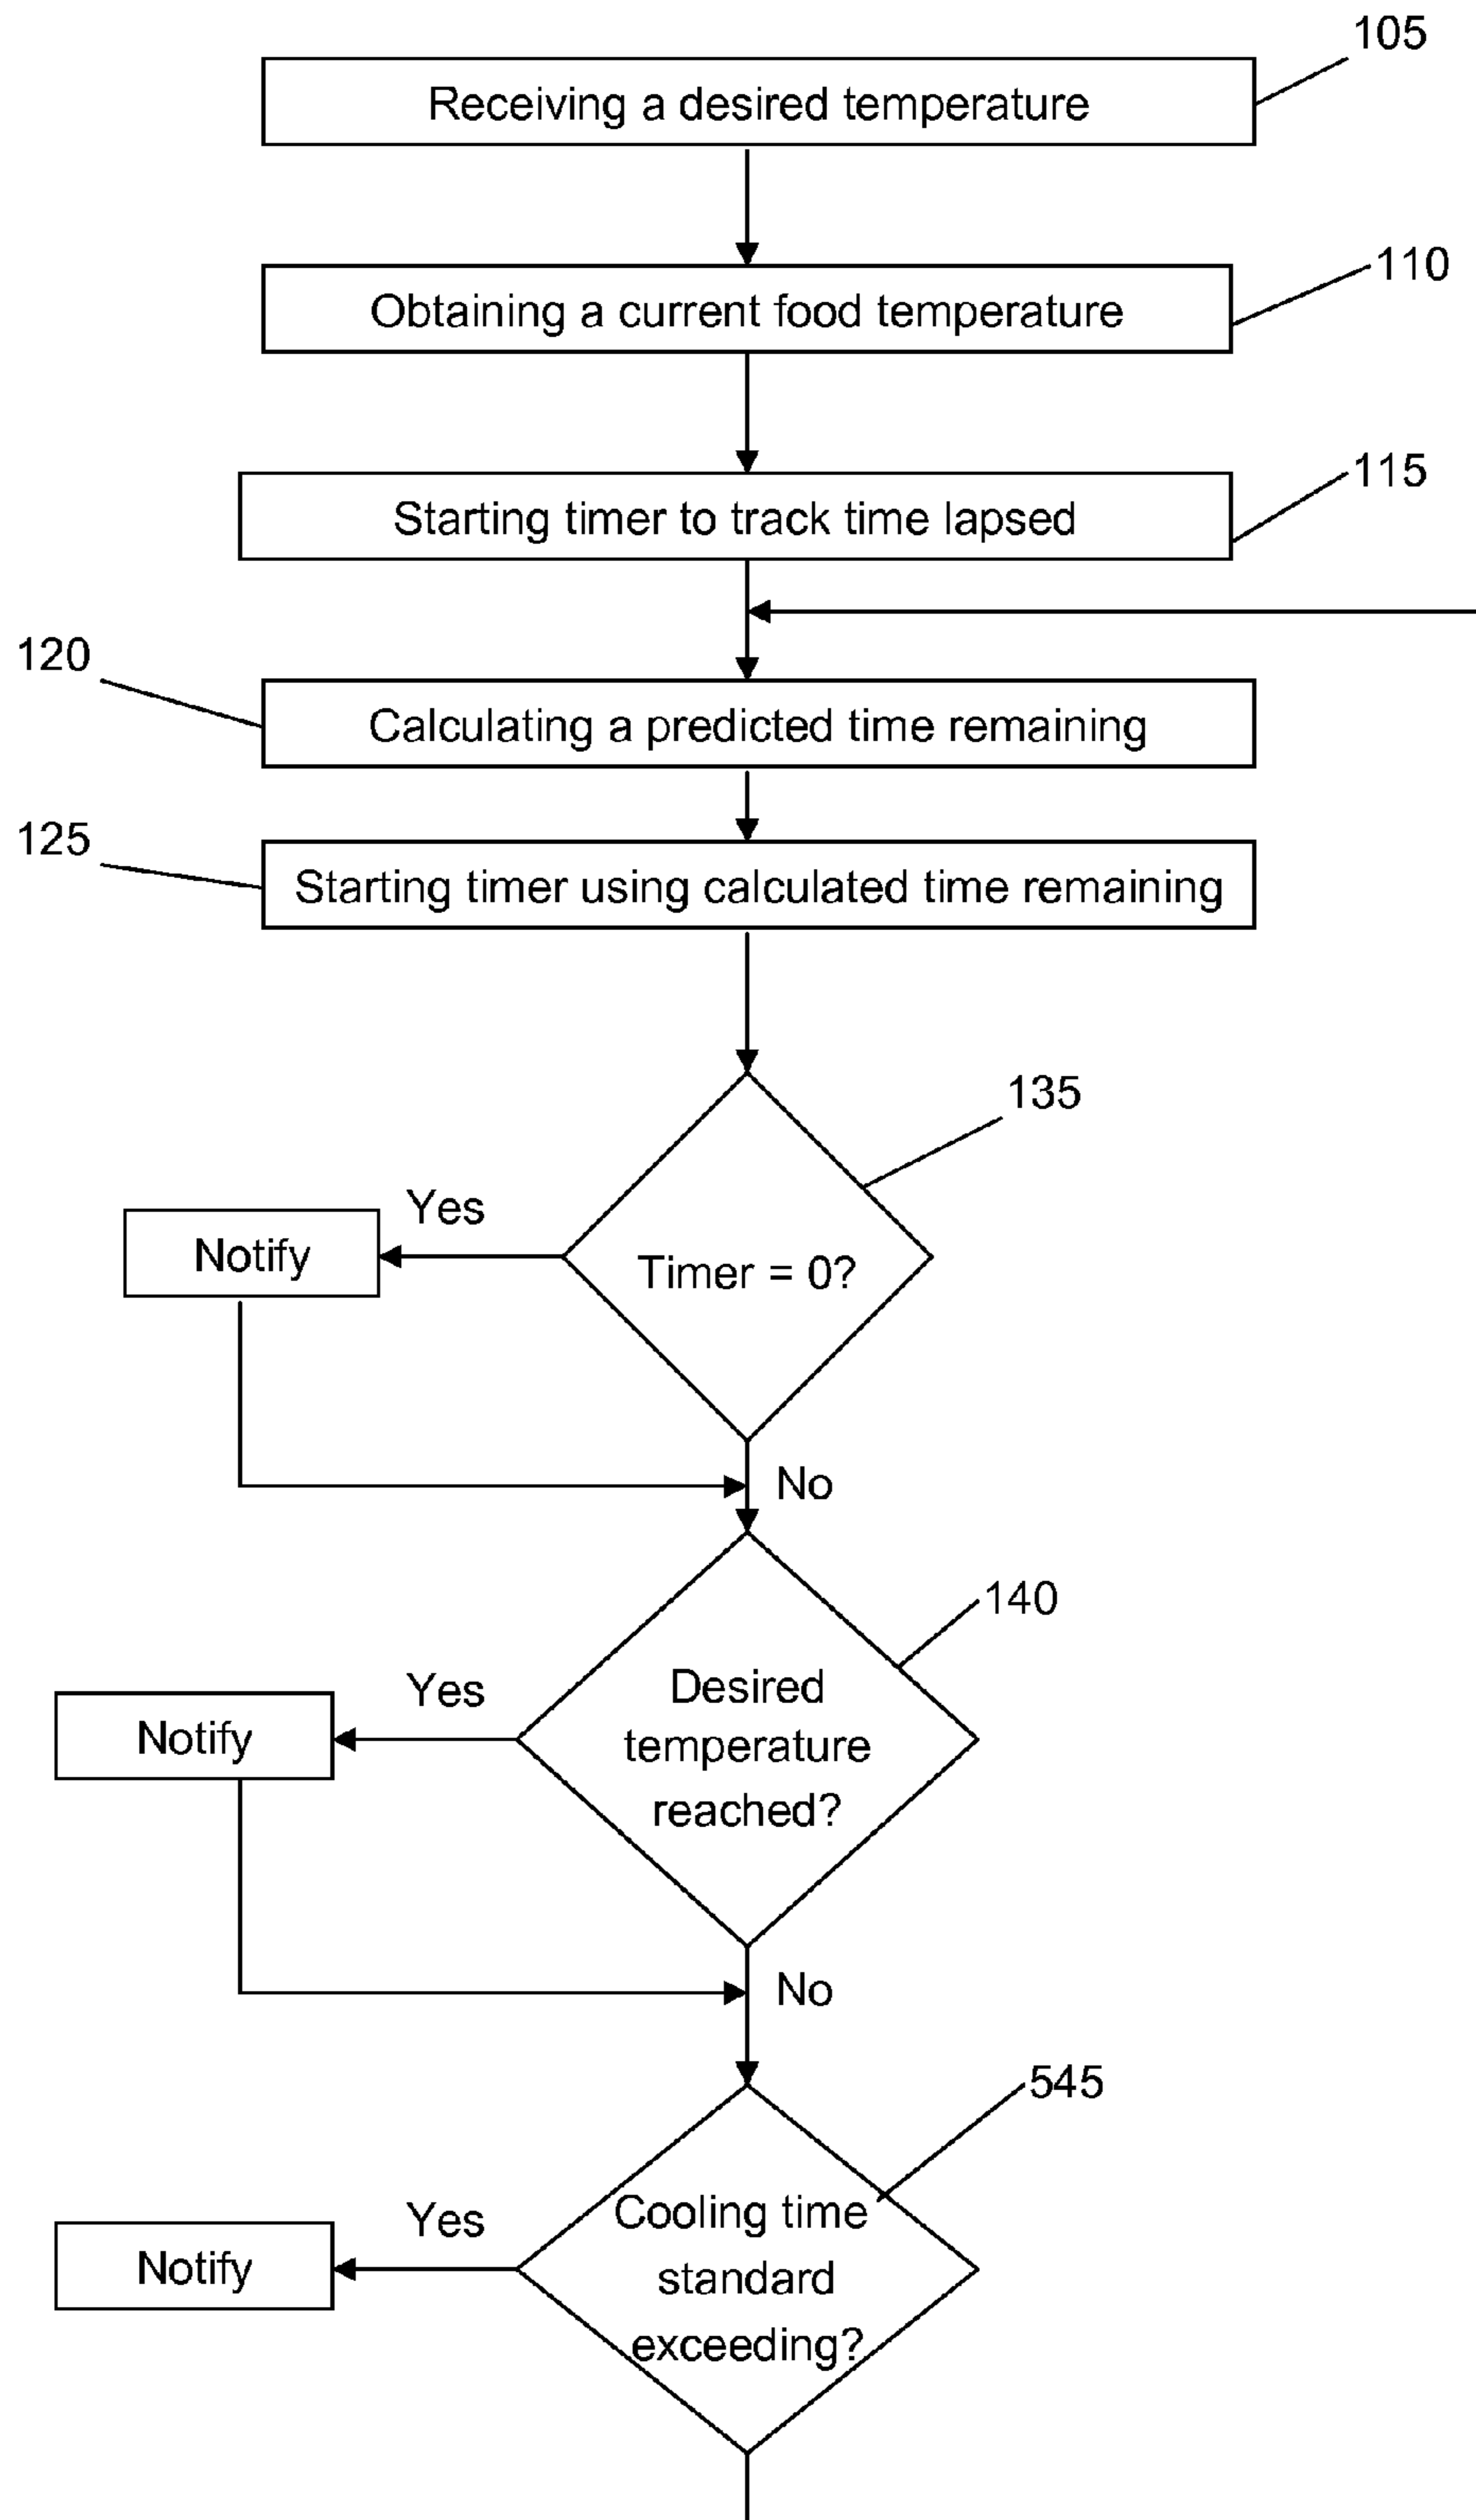 105
Receiving a desired temperature
110
Obtaining a current food temperature
115
Starting timer to track time lapsed
120
Calculating a predicted time remaining
125
Starting timer using calculated time remaining
135
Yes
Notify
Timer = 0?
No
140
Yes
Notify
Desired
temperature
reached?
No
545
Yes
Notify
Cooling time
standard
exceeding?